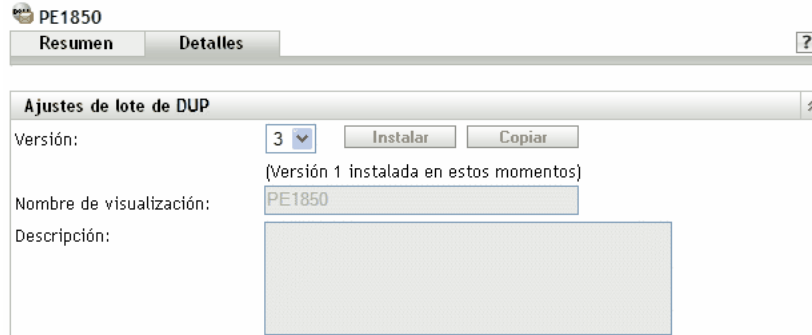 PE1850
Resumen Detalles ?
Ajustes de lote de DUP
Versión: 3 Instalar Copiar
(Versión 1 instalada en estos momentos)
Nombre de visualización: PE1850
Descripción: